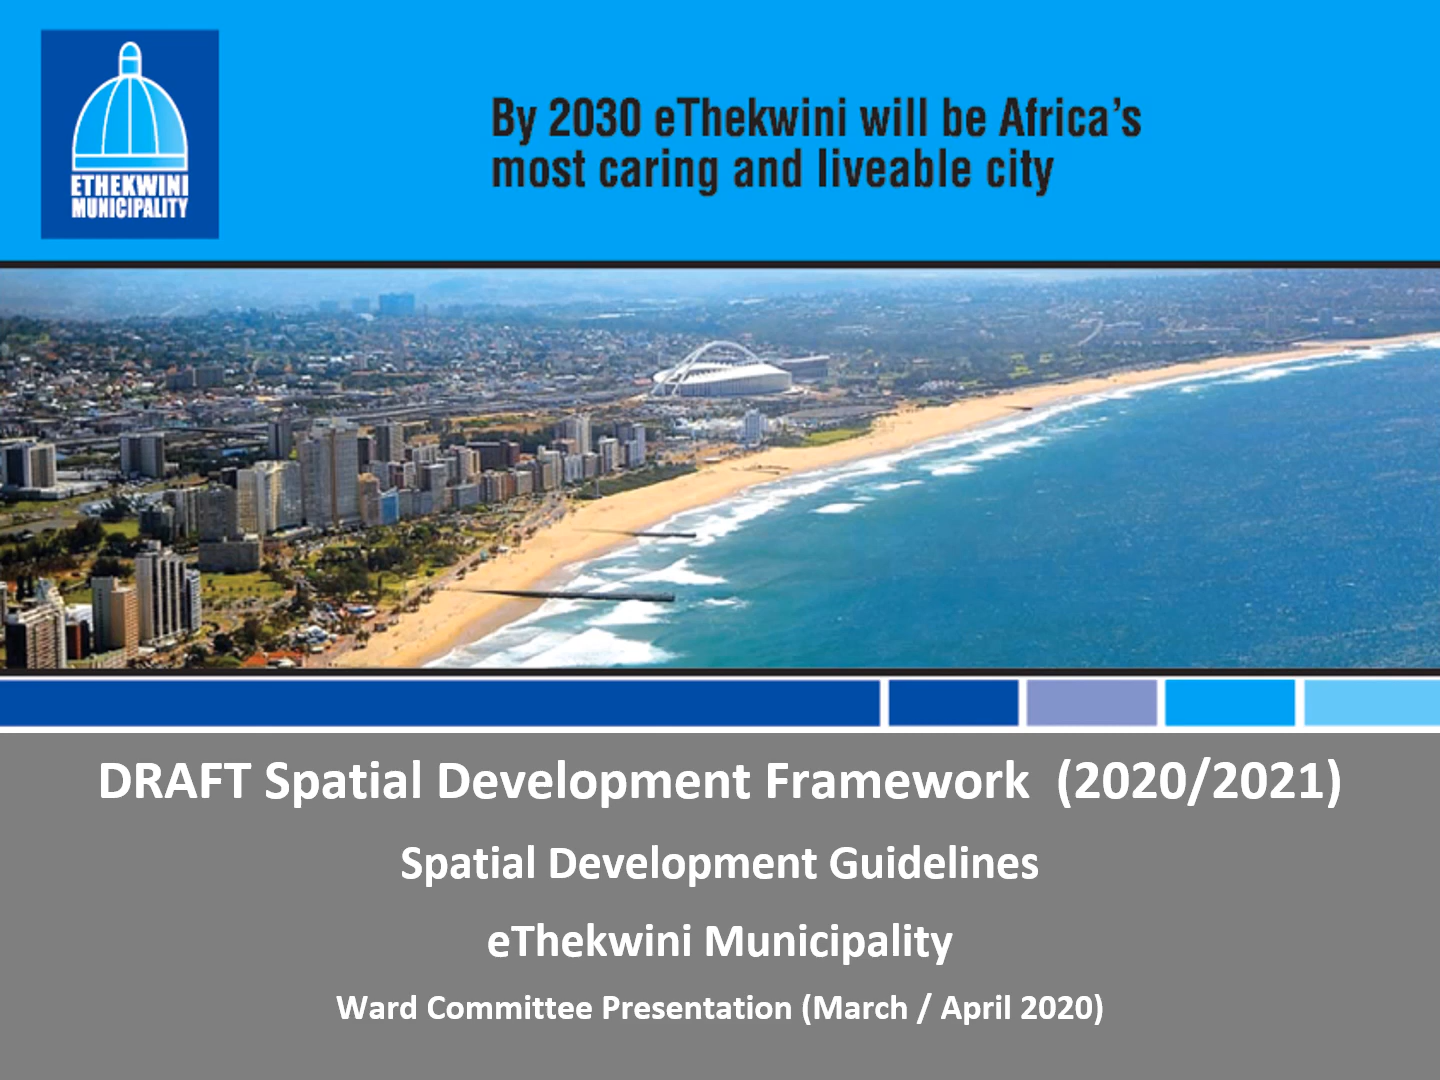 ETHEKWINI
MUNICIPALITY
By 2030 eThekwini will be Africa’s
most caring and liveable city
DRAFT Spatial Development Framework (2020/2021)
Spatial Development Guidelines
eThekwini Municipality
Ward Committee Presentation (March / April 2020)